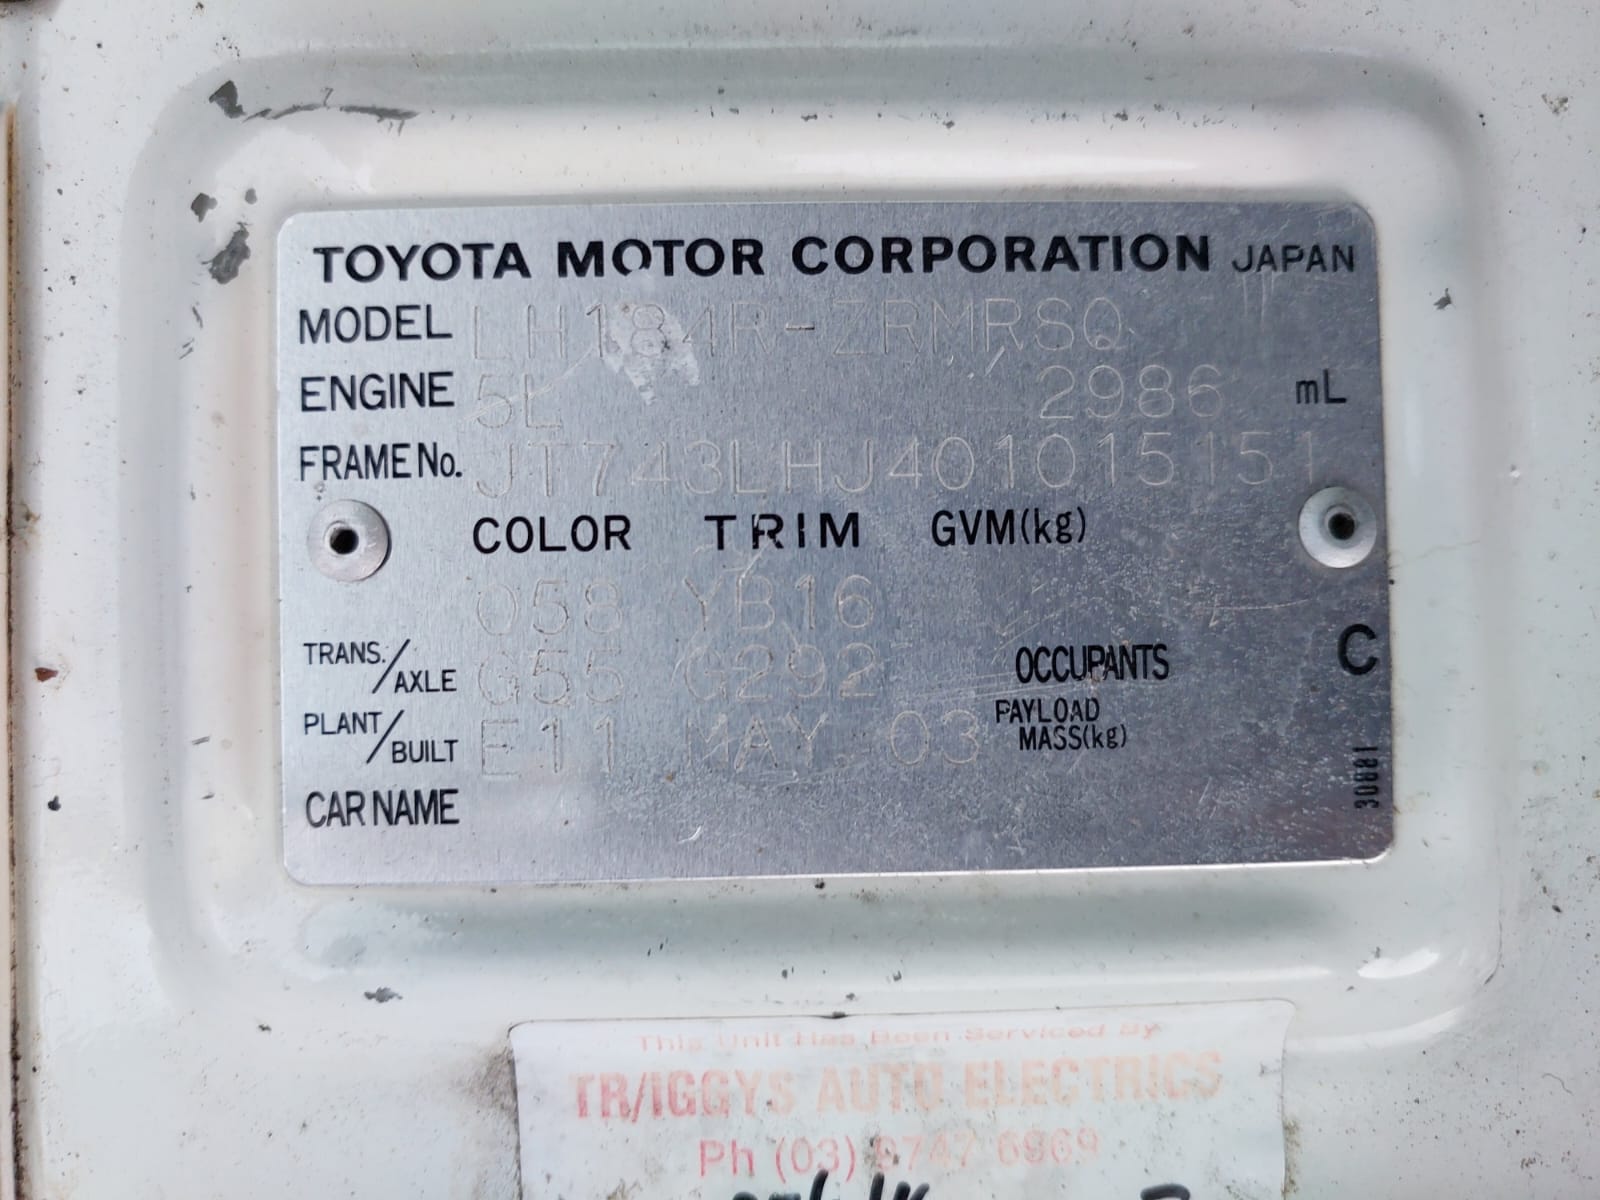 TOYOTA MOTOR CORPORATION JAPAN
MODEL LH184R-ZRMRSQ
ENGINE 5L 2986 mL
FRAME No. JT743LHJ401015151
COLOR TRIM GVM(kg)
058 YB16
TRANS./AXLE G55 G292 OCCUPANTS C
PLANT/BUILT E11 MAY. 03 PAYLOAD MASS(kg)
CAR NAME
30881
This Unit Has Been Serviced By
TR/IGGYS AUTO ELECTRICS
Ph (03) 9747 6869